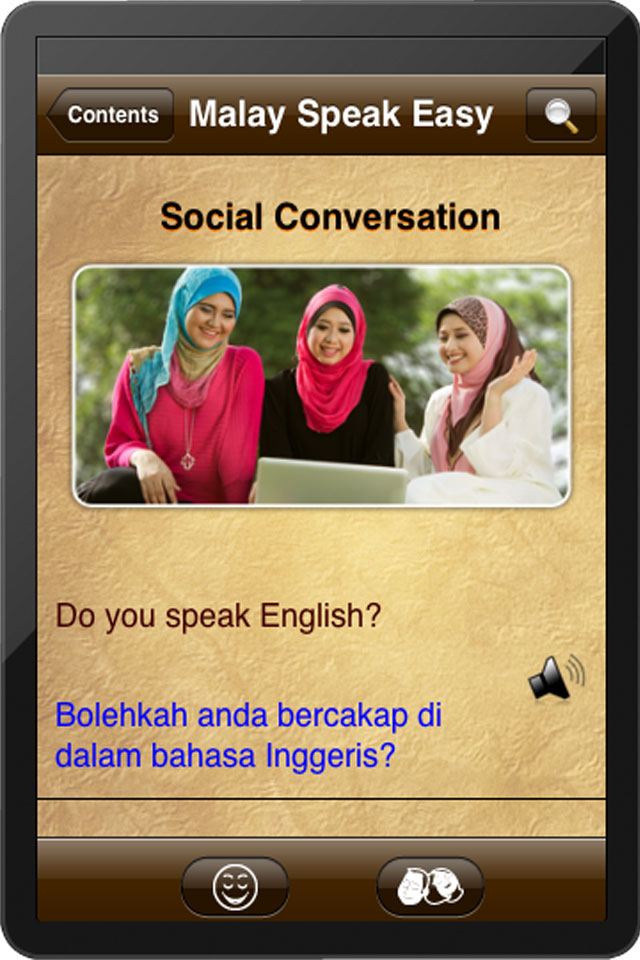 Contents
Malay Speak Easy
Social Conversation
Do you speak English?
Bolehkah anda bercakap di
dalam bahasa Inggeris?